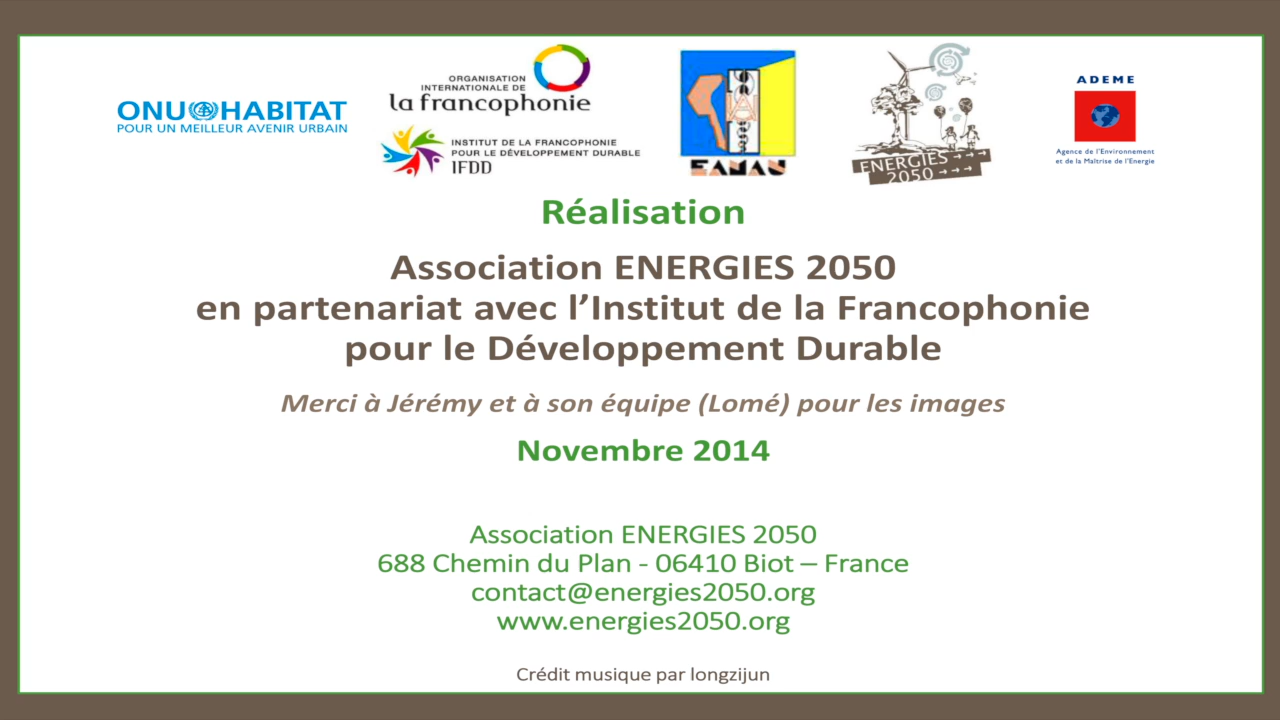 ONU HABITAT
POUR UN MEILLEUR AVENIR URBAIN
ORGANISATION
INTERNATIONALE DE
la francophonie
INSTITUT DE LA FRANCOPHONIE
POUR LE DÉVELOPPEMENT DURABLE
IFDD
EAMAU
ENERGIES
2050
ADEME
Agence de l'Environnement
et de la Maîtrise de l'Energie
Réalisation
Association ENERGIES 2050
en partenariat avec l’Institut de la Francophonie
pour le Développement Durable
Merci à Jérémy et à son équipe (Lomé) pour les images
Novembre 2014
Association ENERGIES 2050
688 Chemin du Plan - 06410 Biot – France
contact@energies2050.org
www.energies2050.org
Crédit musique par longzijun